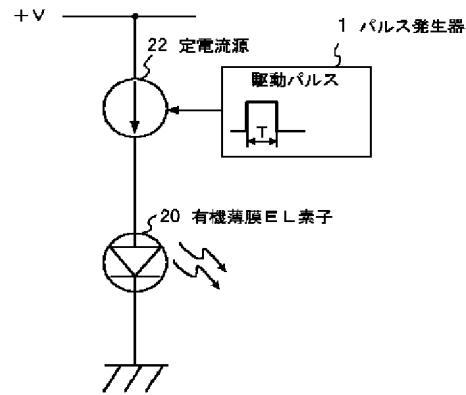 +V
22 定電流源
1 パルス発生器
駆動パルス
T
20 有機薄膜EL素子